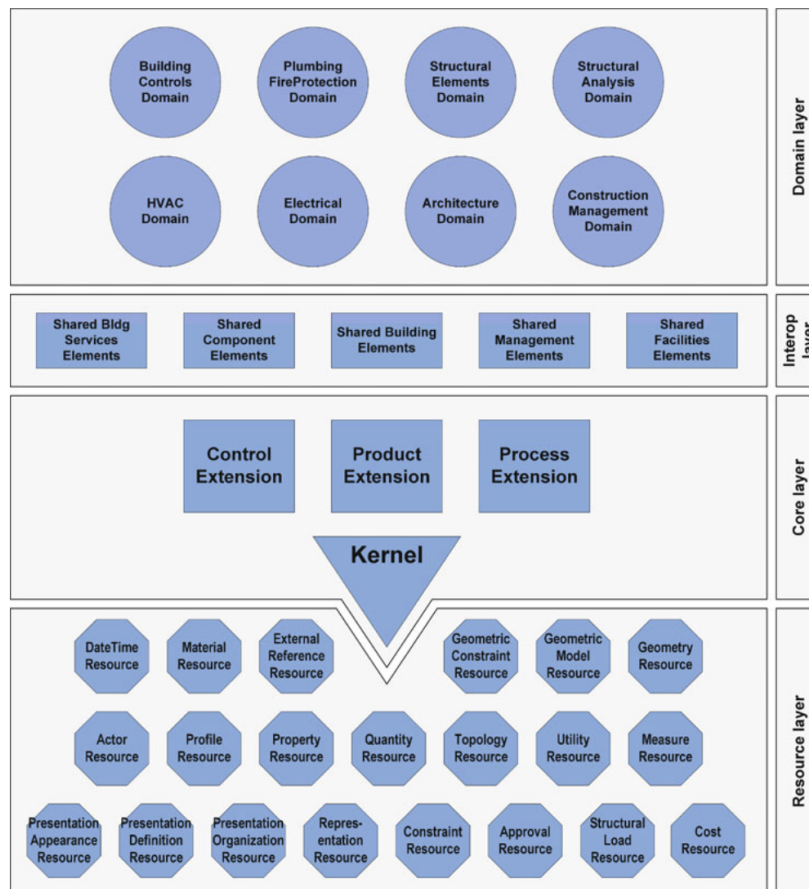 Building
Controls
Domain
Plumbing
FireProtection
Domain
Structural
Elements
Domain
Structural
Analysis
Domain
HVAC
Domain
Electrical
Domain
Architecture
Domain
Construction
Management
Domain
Domain layer
Shared Bldg
Services
Elements
Shared
Component
Elements
Shared Building
Elements
Shared
Management
Elements
Shared
Facilities
Elements
Interop
layer
Control
Extension
Product
Extension
Process
Extension
Kernel
Core layer
DateTime
Resource
Material
Resource
External
Reference
Resource
Geometric
Constraint
Resource
Geometric
Model
Resource
Geometry
Resource
Actor
Resource
Profile
Resource
Property
Resource
Quantity
Resource
Topology
Resource
Utility
Resource
Measure
Resource
Presentation
Appearance
Resource
Presentation
Definition
Resource
Presentation
Organization
Resource
Repres-
entation
Resource
Constraint
Resource
Approval
Resource
Structural
Load
Resource
Cost
Resource
Resource layer